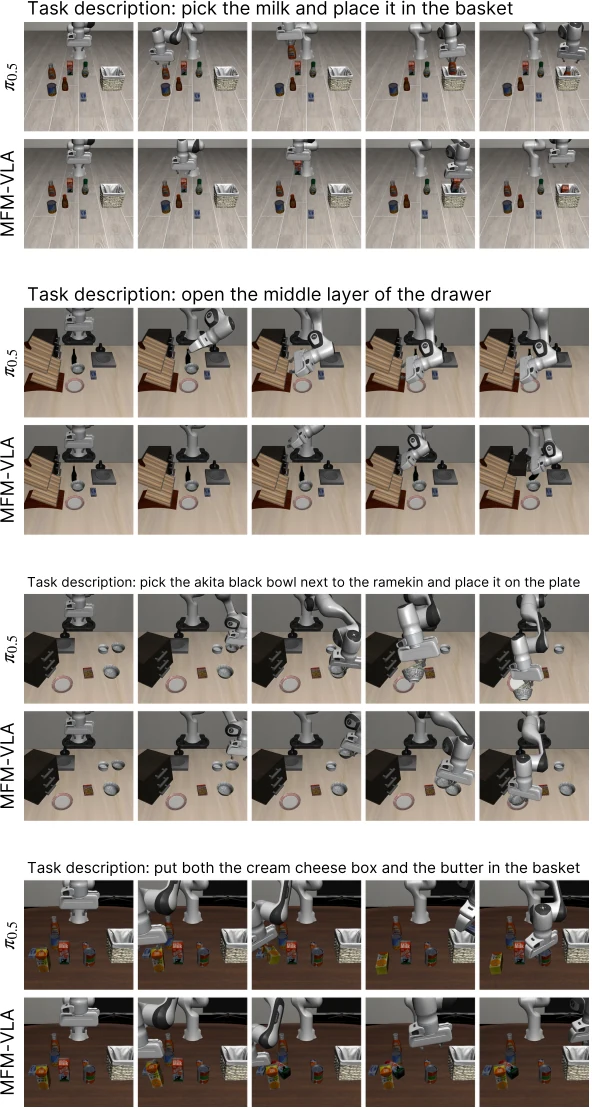 Task description: pick the milk and place it in the basket
π0.5
MFM-VLA
Task description: open the middle layer of the drawer
π0.5
MFM-VLA
Task description: pick the akita black bowl next to the ramekin and place it on the plate
π0.5
MFM-VLA
Task description: put both the cream cheese box and the butter in the basket
π0.5
MFM-VLA